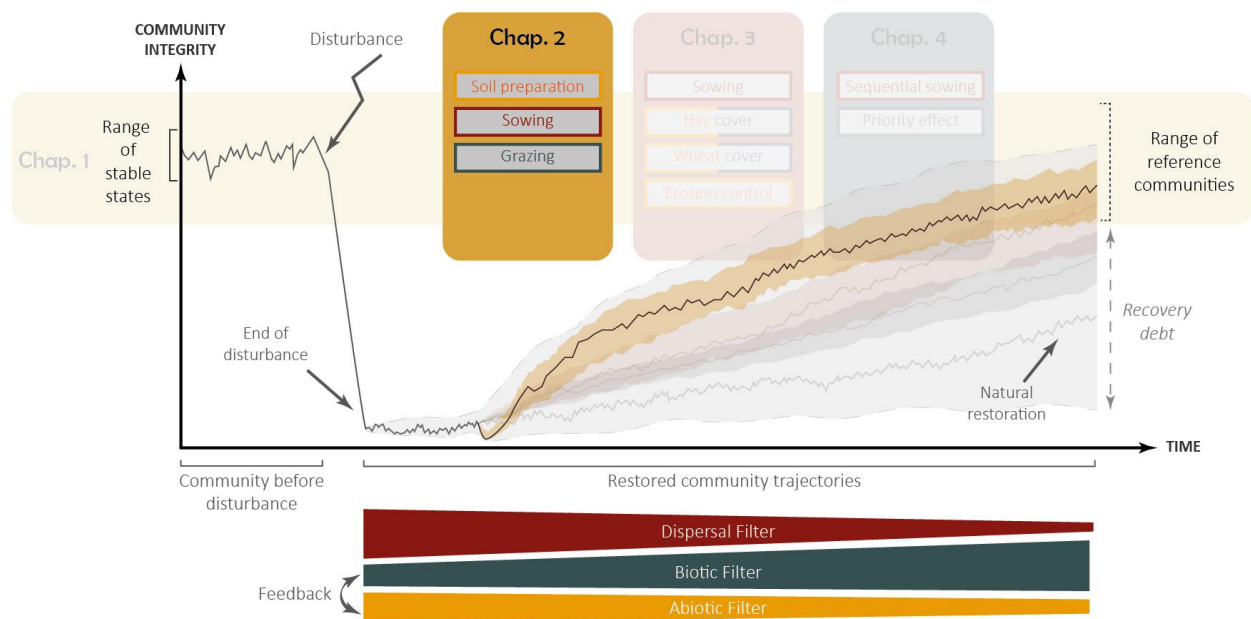 COMMUNITY
INTEGRITY
Disturbance
Chap. 2
Soil preparation
Sowing
Grazing
Chap. 3
Sowing
Hay cover
Wheat cover
Erosion control
Chap. 4
Sequential sowing
Priority effect
Chap. 1
Range
of
stable
states
Range of
reference
communities
End of
disturbance
Recovery
debt
Natural
restoration
TIME
Community before
disturbance
Restored community trajectories
Dispersal Filter
Biotic Filter
Feedback
Abiotic Filter